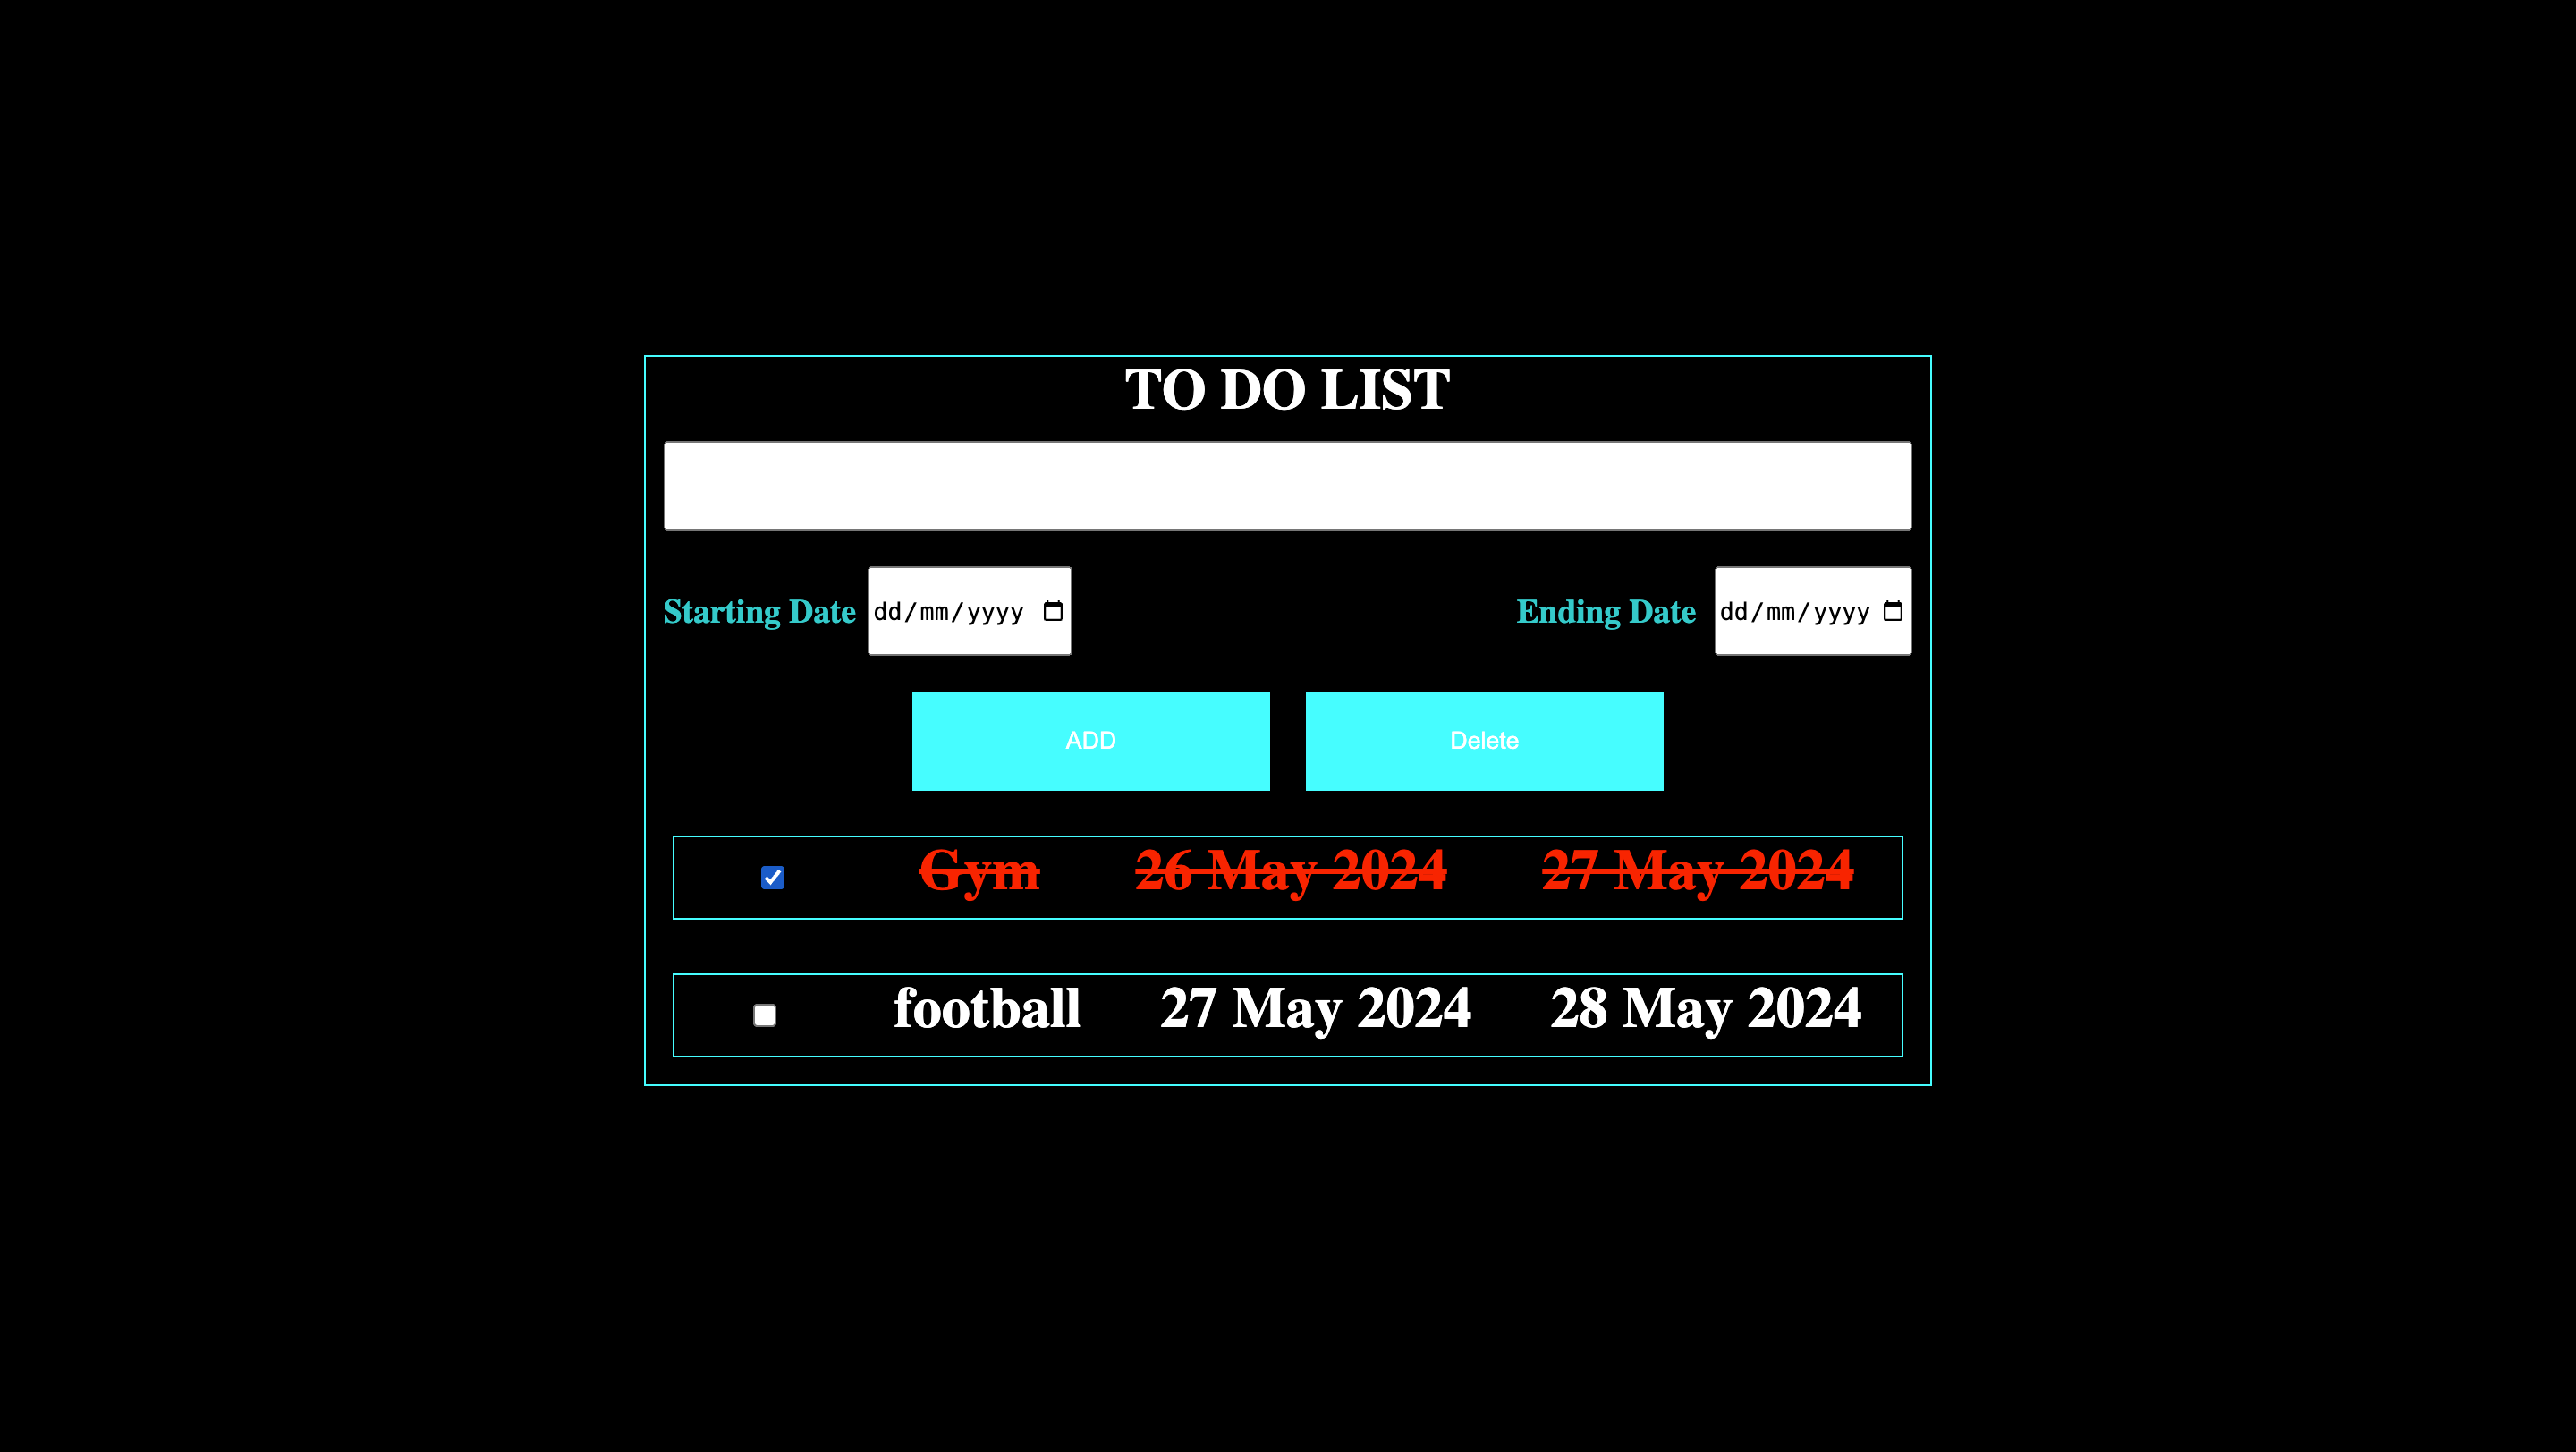 TO DO LIST
Starting Date dd/mm/yyyy Ending Date dd/mm/yyyy
ADD Delete
Gym 26 May 2024 27 May 2024
football 27 May 2024 28 May 2024